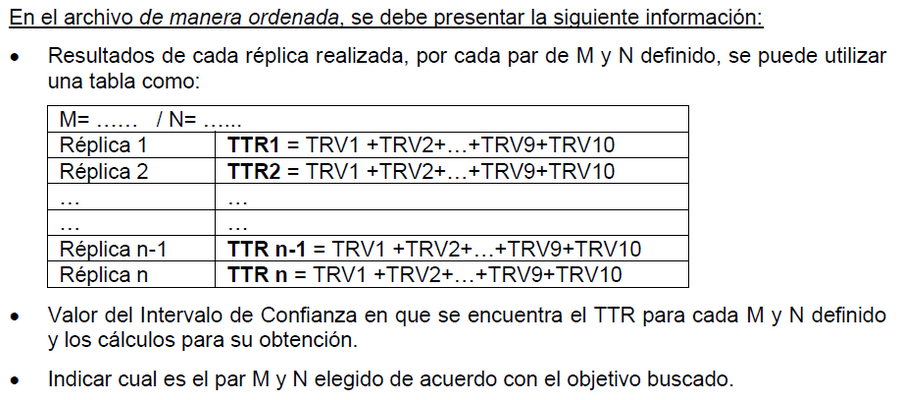 En el archivo de manera ordenada, se debe presentar la siguiente información:
• Resultados de cada réplica realizada, por cada par de M y N definido, se puede utilizar
una tabla como:
M= …… / N= …...
Réplica 1 TTR1 = TRV1 +TRV2+…+TRV9+TRV10
Réplica 2 TTR2 = TRV1 +TRV2+…+TRV9+TRV10
… …
… …
Réplica n-1 TTR n-1 = TRV1 +TRV2+…+TRV9+TRV10
Réplica n TTR n = TRV1 +TRV2+…+TRV9+TRV10
• Valor del Intervalo de Confianza en que se encuentra el TTR para cada M y N definido
y los cálculos para su obtención.
• Indicar cual es el par M y N elegido de acuerdo con el objetivo buscado.